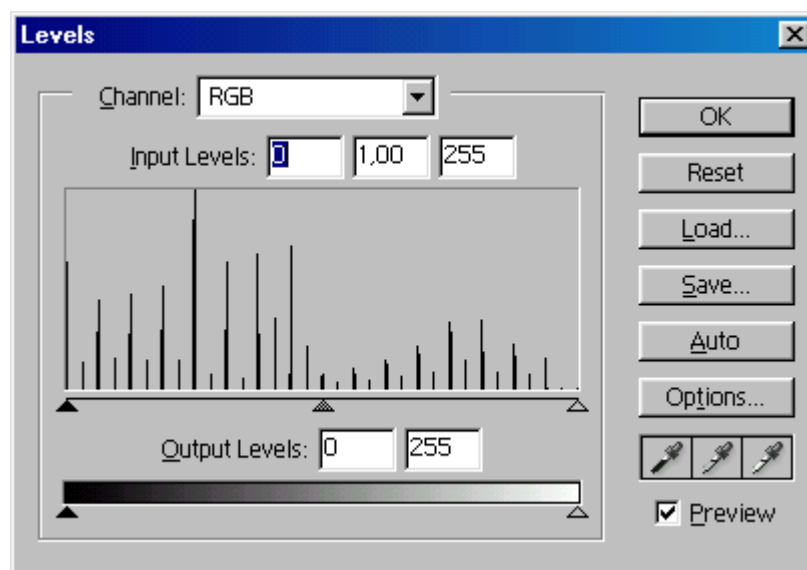 Levels
Channel: RGB
Input Levels: 0 1,00 255
Output Levels: 0 255
OK
Reset
Load...
Save...
Auto
Options...
Preview